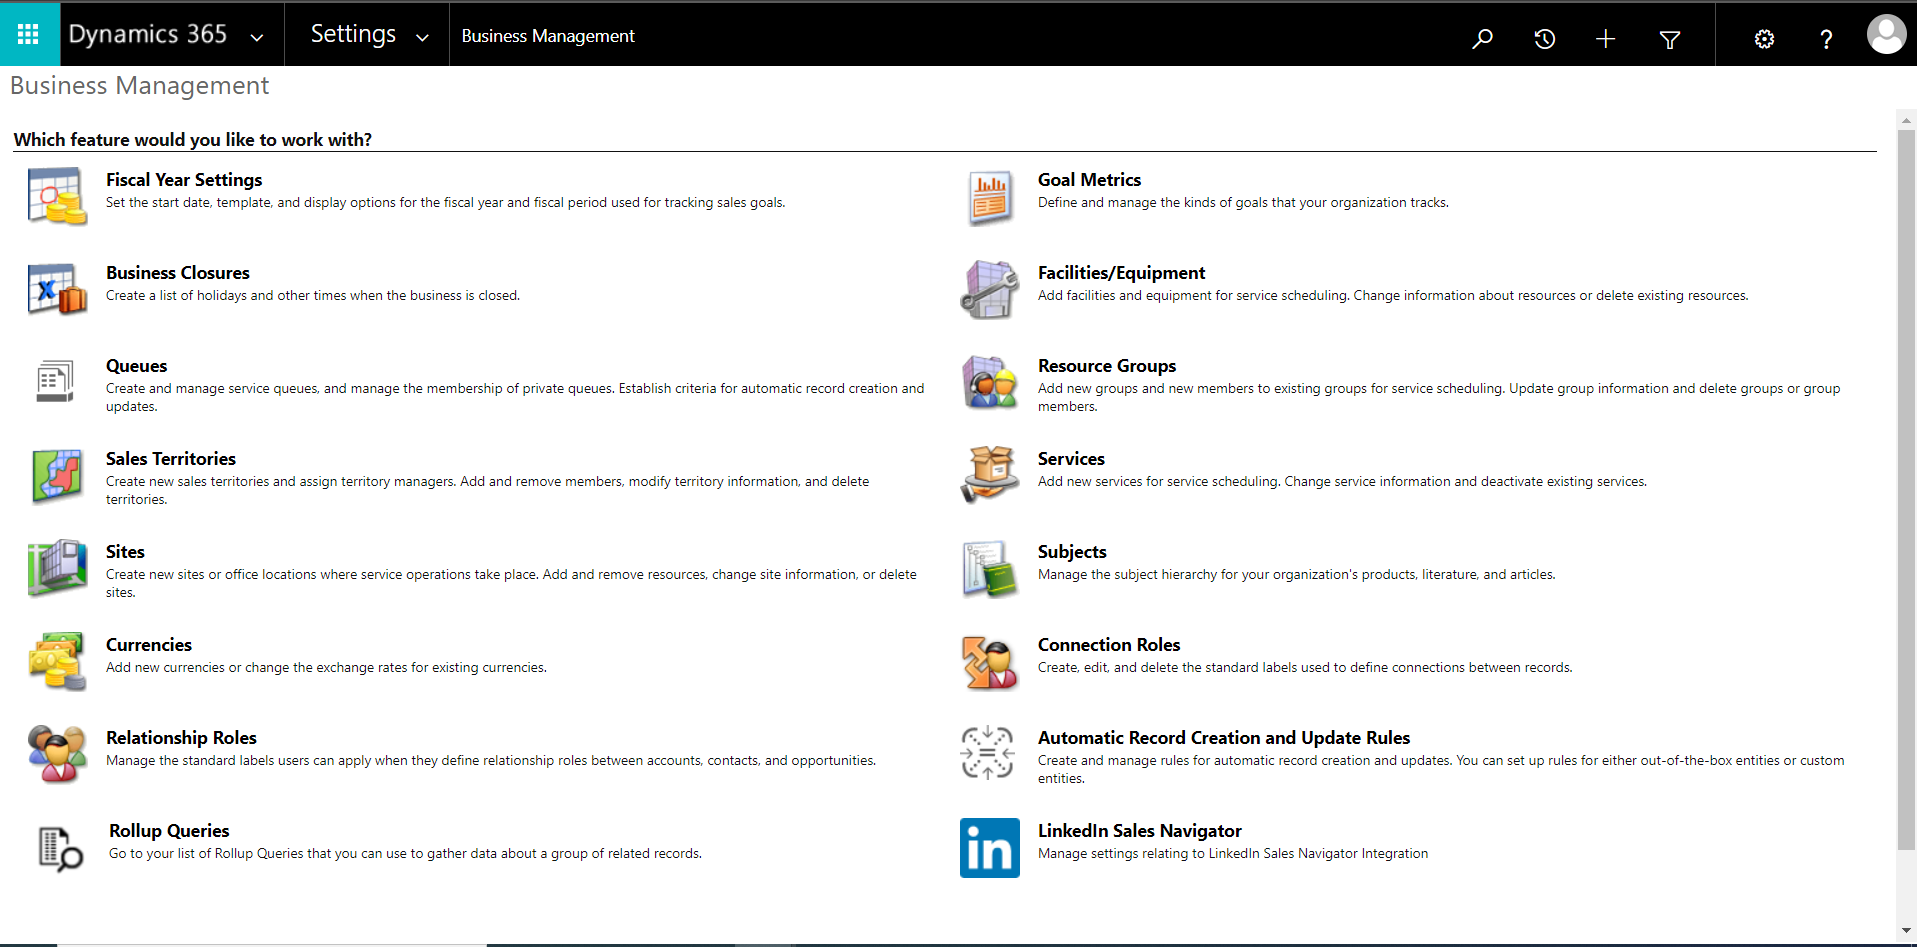 Dynamics 365
Settings
Business Management
?
Business Management
Which feature would you like to work with?
Fiscal Year Settings
Set the start date, template, and display options for the fiscal year and fiscal period used for tracking sales goals.
Goal Metrics
Define and manage the kinds of goals that your organization tracks.
Business Closures
Create a list of holidays and other times when the business is closed.
Facilities/Equipment
Add facilities and equipment for service scheduling. Change information about resources or delete existing resources.
Queues
Create and manage service queues, and manage the membership of private queues. Establish criteria for automatic record creation and
updates.
Resource Groups
Add new groups and new members to existing groups for service scheduling. Update group information and delete groups or group
members.
Sales Territories
Create new sales territories and assign territory managers. Add and remove members, modify territory information, and delete
territories.
Services
Add new services for service scheduling. Change service information and deactivate existing services.
Sites
Create new sites or office locations where service operations take place. Add and remove resources, change site information, or delete
sites.
Subjects
Manage the subject hierarchy for your organization's products, literature, and articles.
Currencies
Add new currencies or change the exchange rates for existing currencies.
Connection Roles
Create, edit, and delete the standard labels used to define connections between records.
Relationship Roles
Manage the standard labels users can apply when they define relationship roles between accounts, contacts, and opportunities.
Automatic Record Creation and Update Rules
Create and manage rules for automatic record creation and updates. You can set up rules for either out-of-the-box entities or custom
entities.
Rollup Queries
Go to your list of Rollup Queries that you can use to gather data about a group of related records.
in
LinkedIn Sales Navigator
Manage settings relating to LinkedIn Sales Navigator Integration